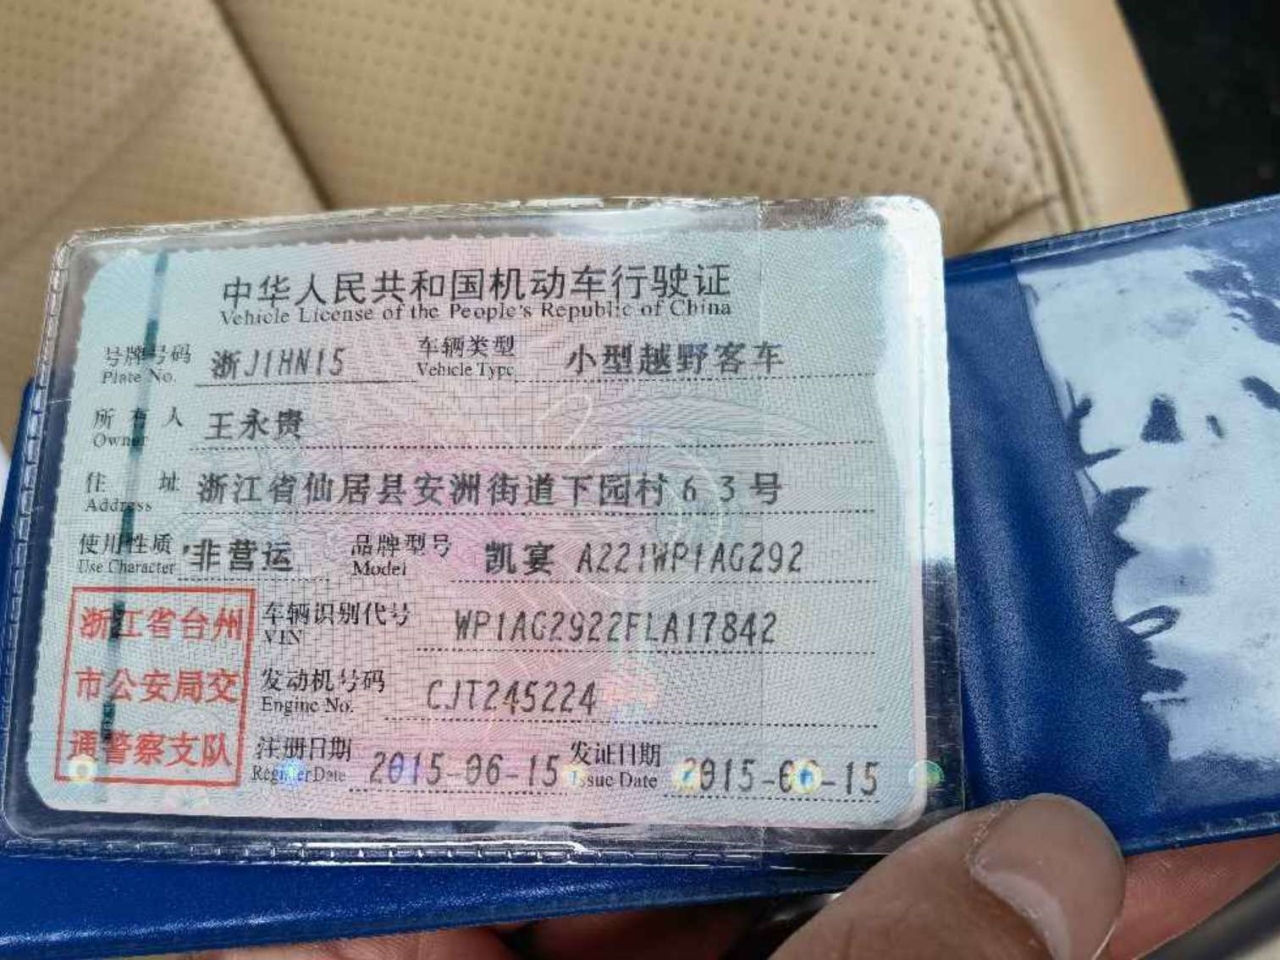 中华人民共和国机动车行驶证
Vehicle License of the People's Republic of China
号牌号码 浙J1HN15 车辆类型 小型越野客车
Plate No. Vehicle Type
所有人 王永贵
Owner
住址 浙江省仙居县安洲街道下园村63号
Address
使用性质 非营运 品牌型号 凯宴 A221WP1AG292
Use Character Model
浙江省台州
市公安局交
通警察支队
车辆识别代号 WP1AG2922FLA17842
VIN
发动机号码 CJT245224
Engine No.
注册日期 2015-06-15 发证日期 2015-06-15
Register Date Issue Date